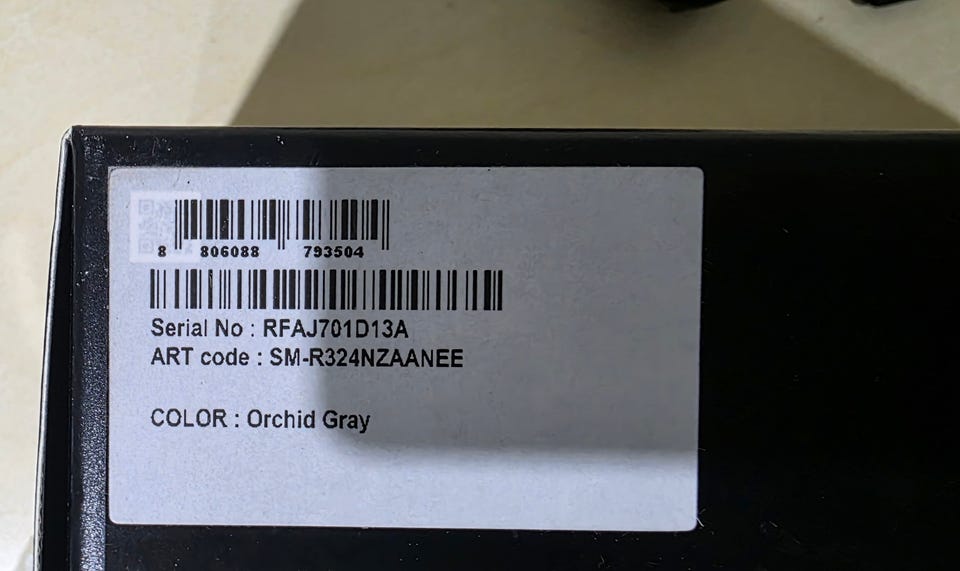 8 806088 793504
Serial No : RFAJ701D13A
ART code : SM-R324NZAANEE
COLOR : Orchid Gray